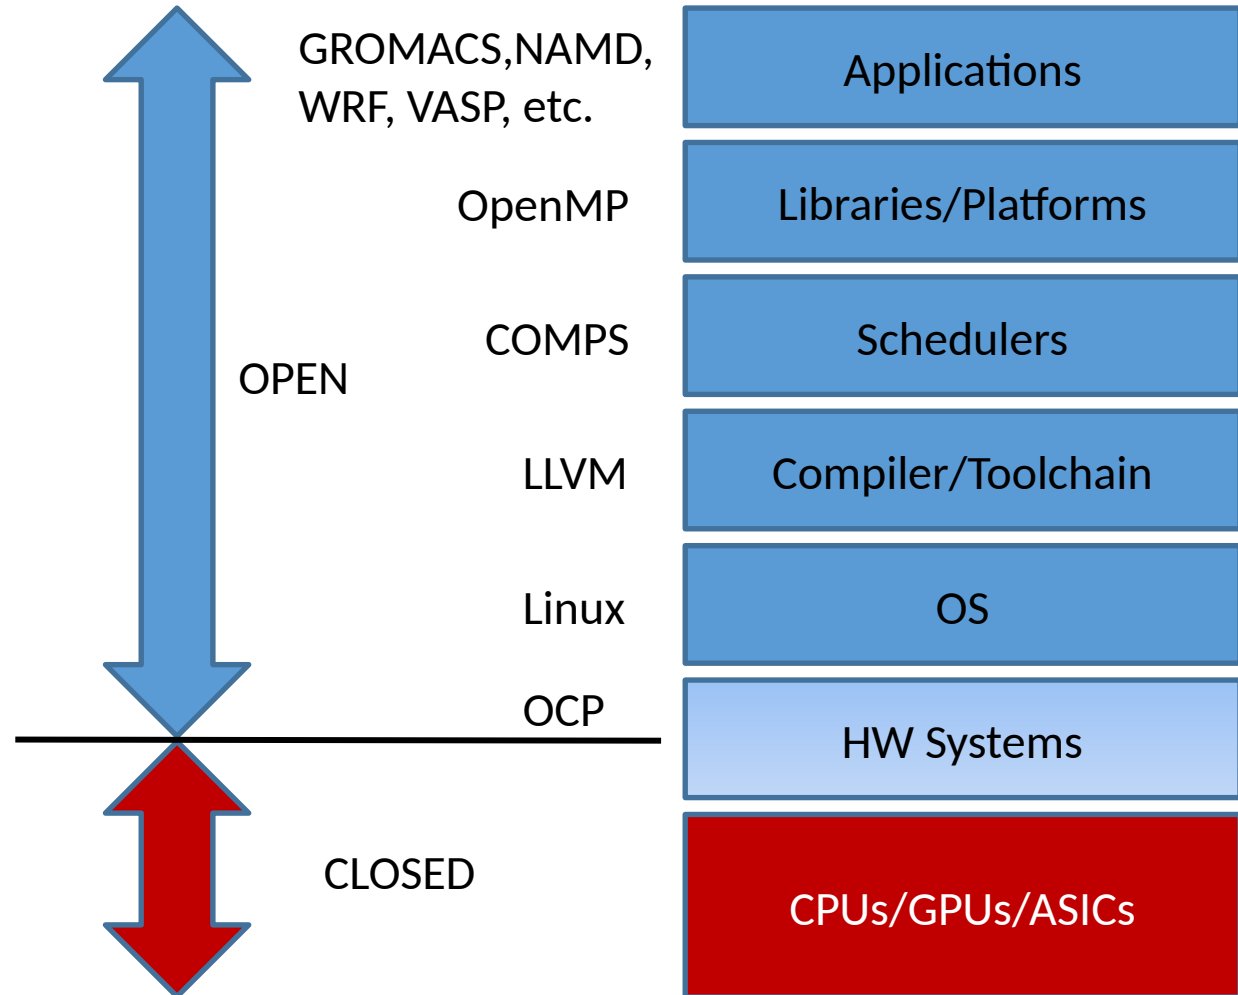 GROMACS,NAMD,
WRF, VASP, etc.
Applications
OpenMP
Libraries/Platforms
COMPS
Schedulers
OPEN
LLVM
Compiler/Toolchain
Linux
OS
OCP
HW Systems
CLOSED
CPUs/GPUs/ASICs